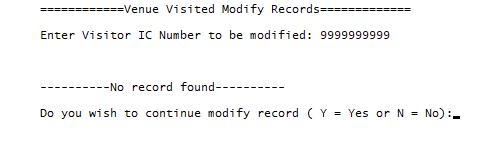 ============Venue Visited Modify Records=============
Enter Visitor IC Number to be modified: 9999999999
----------No record found----------
Do you wish to continue modify record ( Y = Yes or N = No):